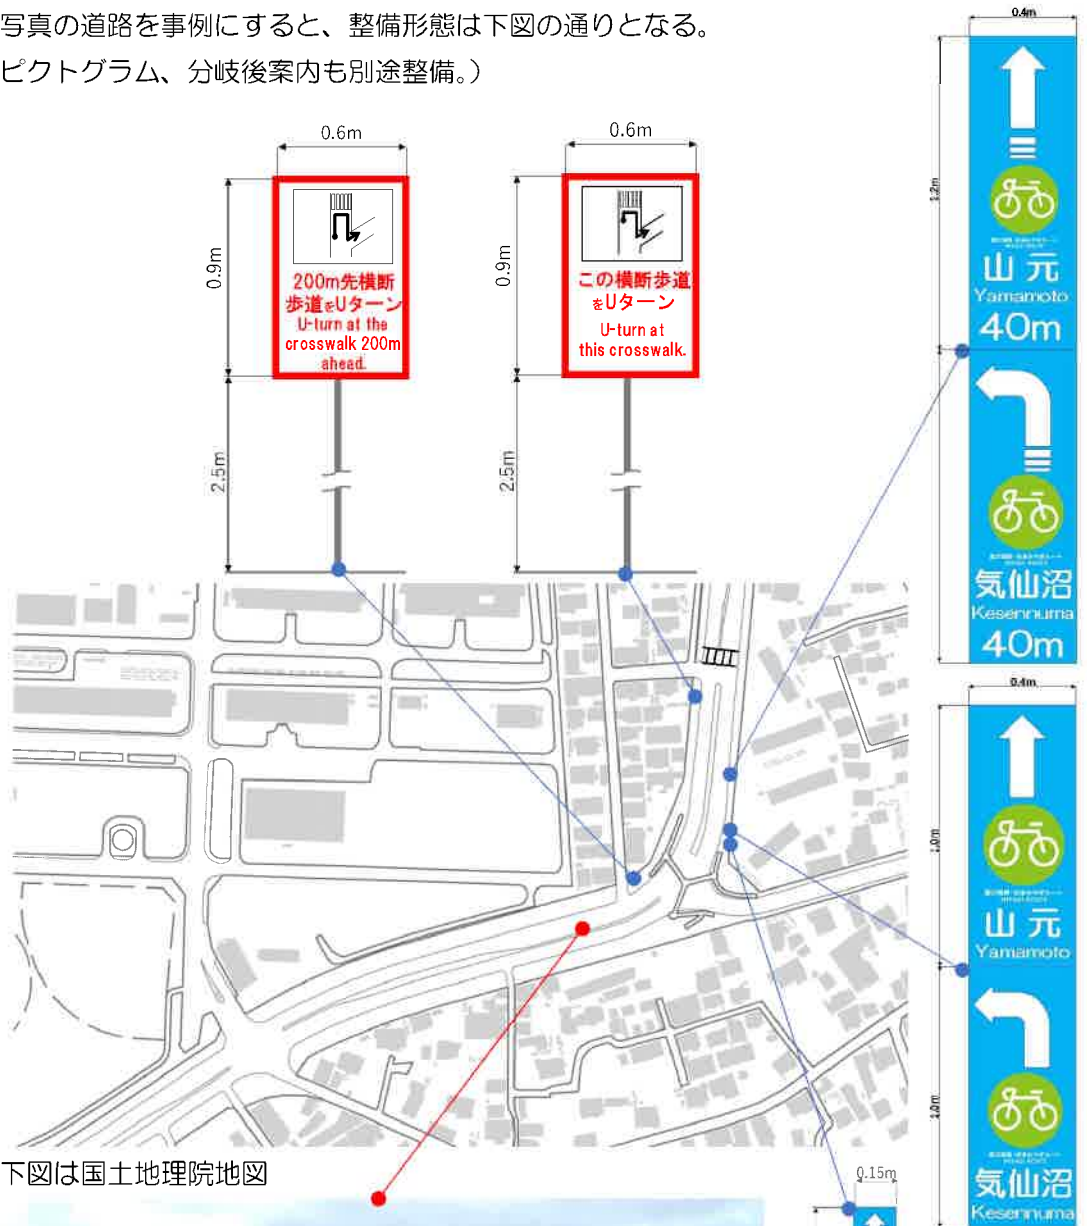 写真の道路を事例にすると、整備形態は下図の通りとなる。
ピクトグラム、分岐後案内も別途整備。）
0.6m
0.9m
200m先横断
歩道をUターン
U-turn at the
crosswalk 200m
ahead.
2.5m
0.6m
0.9m
この横断歩道
をUターン
U-turn at
this crosswalk.
2.5m
0.4m
1.2m
山元
Yamamoto
40m
気仙沼
Kesennuma
40m
0.4m
1.0m
山元
Yamamoto
1.0m
気仙沼
Kesennuma
下図は国土地理院地図
0.15m